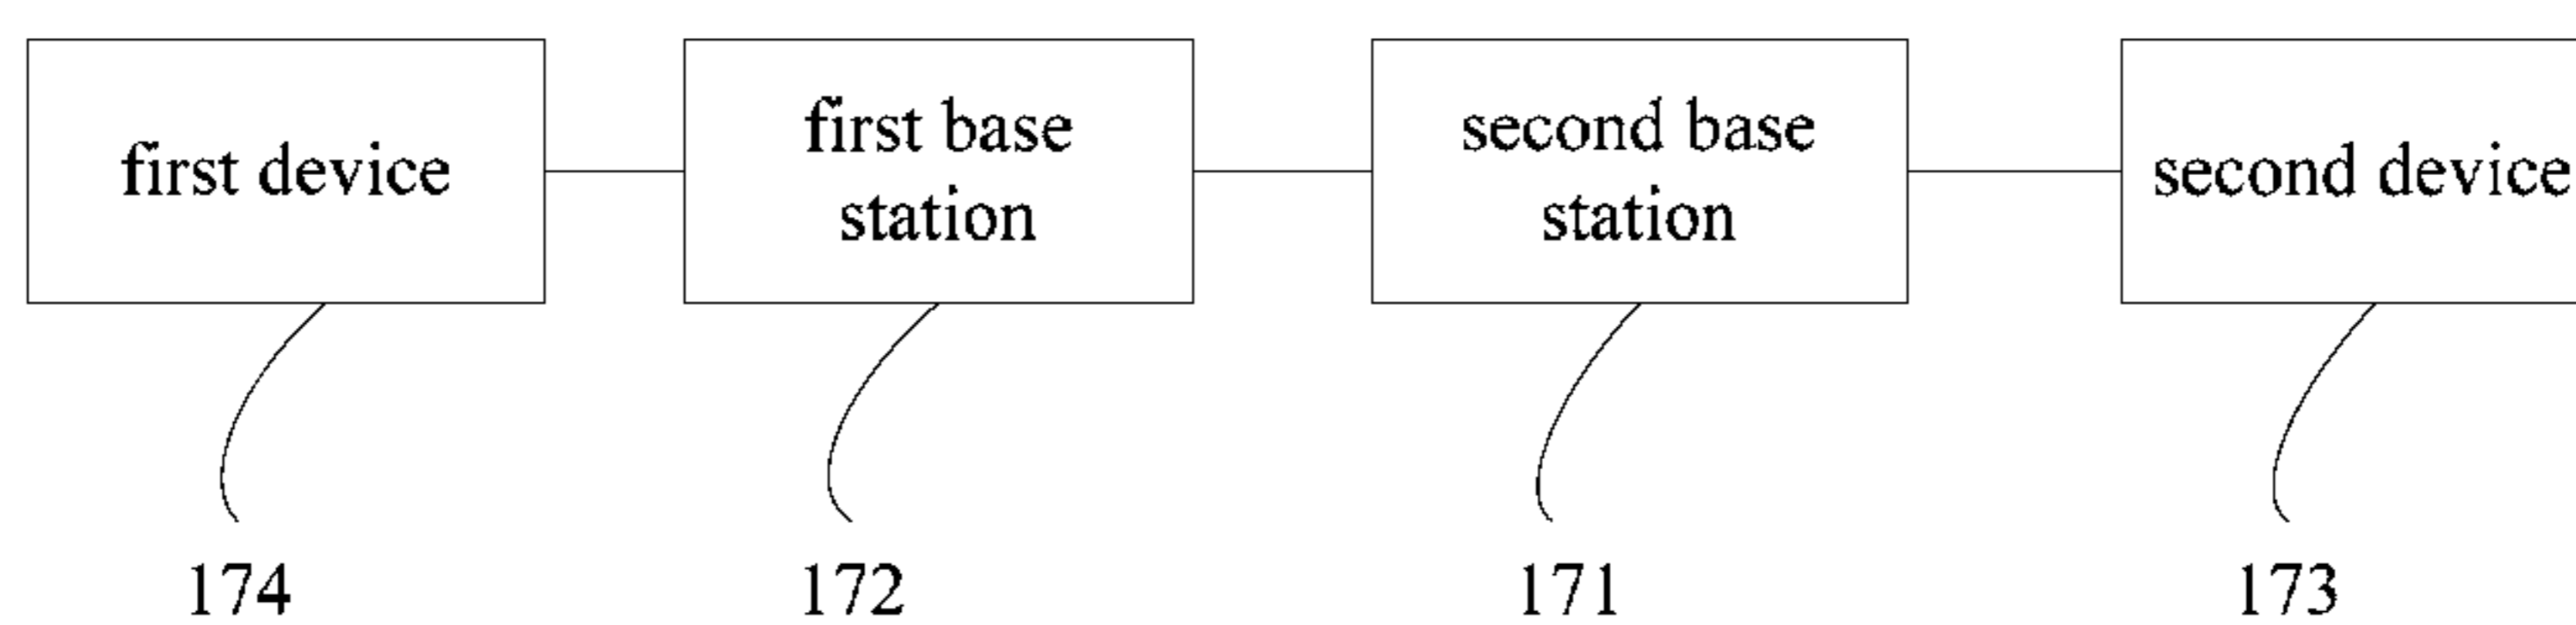 first device
first base
station
second base
station
second device
174
172
171
173